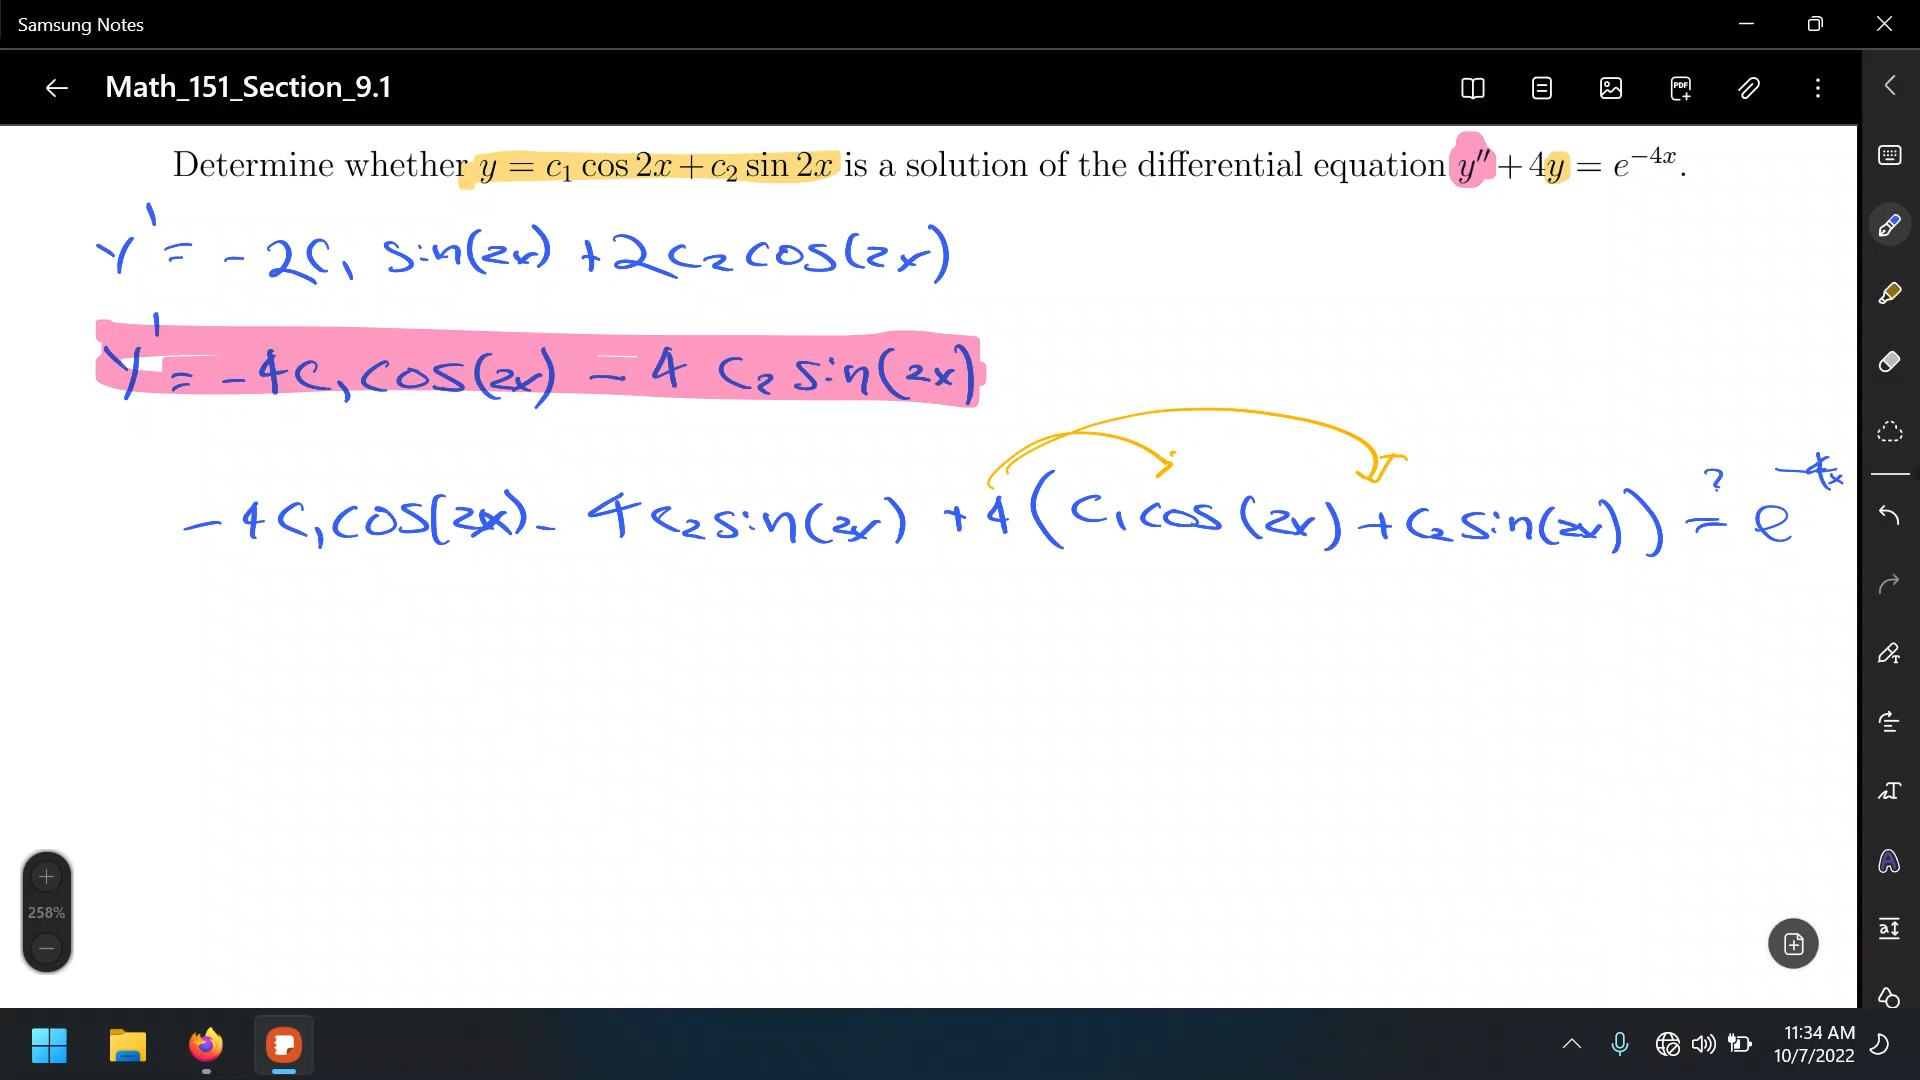 Samsung Notes
Math_151_Section_9.1
Determine whether y = c₁ cos 2x + c₂ sin 2x is a solution of the differential equation y″ + 4y = e⁻⁴ˣ.
y' = - 2c₁ sin(2x) + 2c₂ cos(2x)
y' = - 4c₁ cos(2x) - 4 c₂ sin(2x)
- 4c₁ cos(2x) - 4c₂ sin(2x) + 4(c₁ cos(2x) + c₂ sin(2x)) =? e⁻⁴ˣ
258%
11:34 AM
10/7/2022